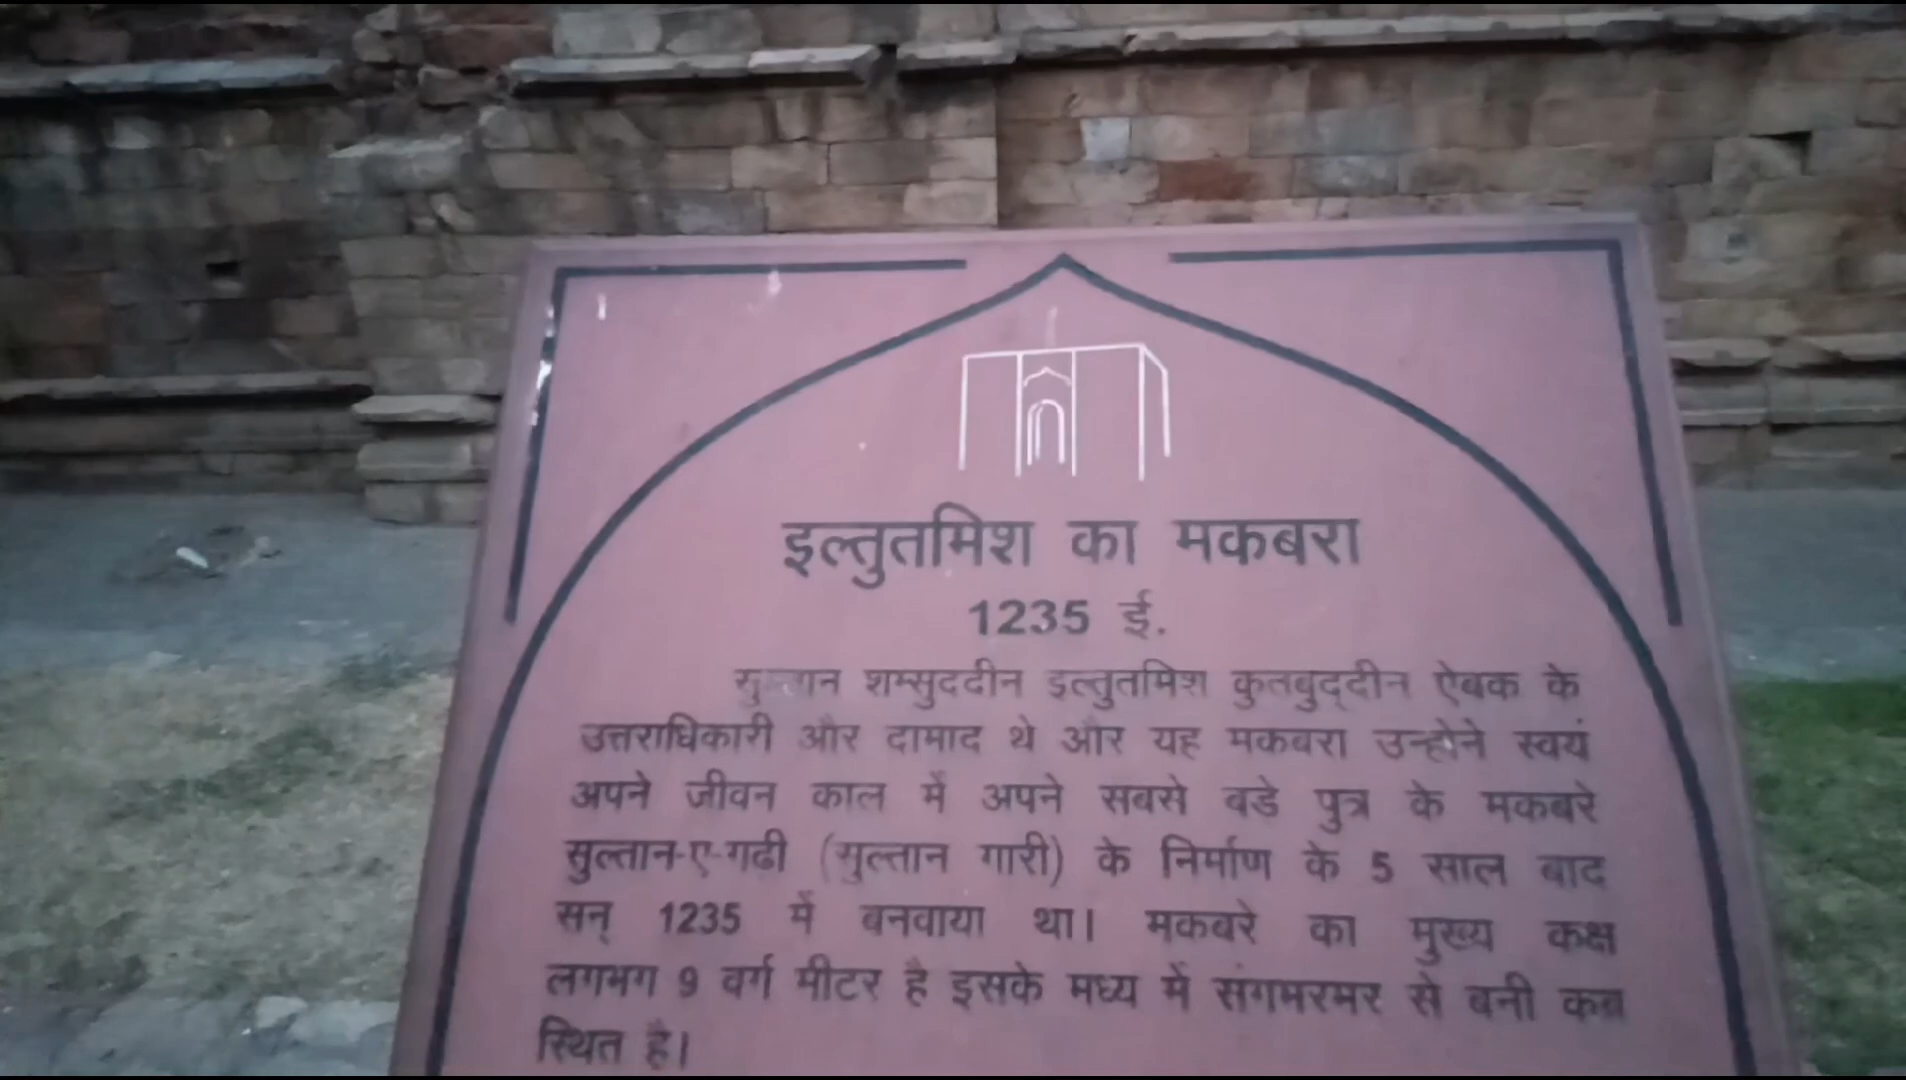 इल्तुतमिश का मकबरा
1235 ई.
सुल्तान शम्सुददीन इल्तुतमिश कुतबुद्दीन ऐबक के
उत्तराधिकारी और दामाद थे और यह मकबरा उन्होने स्वयं
अपने जीवन काल में अपने सबसे बडे पुत्र के मकबरे
सुल्तान-ए-गढी (सुल्तान गारी) के निर्माण के 5 साल बाद
सन् 1235 में बनवाया था। मकबरे का मुख्य कक्ष
लगभग 9 वर्ग मीटर है इसके मध्य में संगमरमर से बनी कब्र
स्थित है।